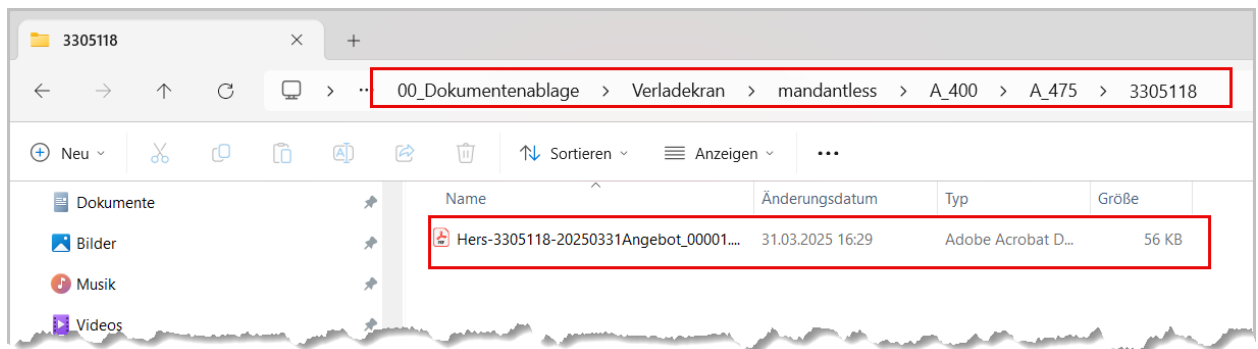 3305118
00_Dokumentenablage > Verladekran > mandantless > A_400 > A_475 > 3305118
Neu Sortieren Anzeigen
Dokumente
Bilder
Musik
Videos
Name Änderungsdatum Typ Größe
Hers-3305118-20250331Angebot_00001.... 31.03.2025 16:29 Adobe Acrobat D... 56 KB